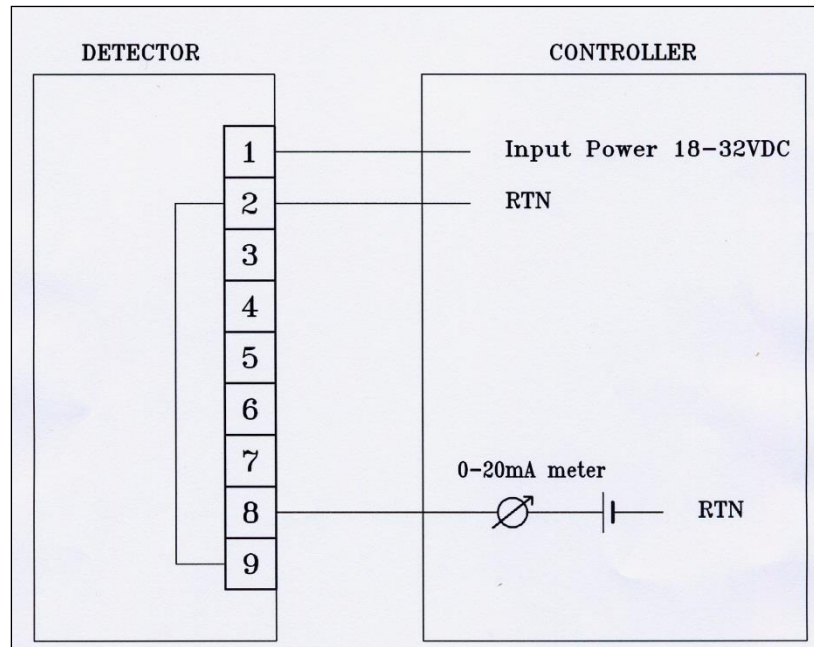 DETECTOR
CONTROLLER
1
Input Power 18-32VDC
2
RTN
3
4
5
6
7
0-20mA meter
8
RTN
9